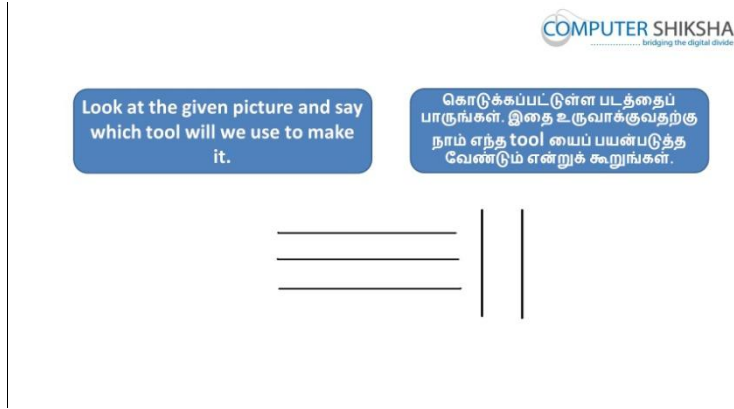 COMPUTER SHIKSHA
.................. bridging the digital divide
Look at the given picture and say
which tool will we use to make
it.
கொடுக்கப்பட்டுள்ள படத்தைப்
பாருங்கள். இதை உருவாக்குவதற்கு
நாம் எந்த tool யைப் பயன்படுத்த
வேண்டும் என்றுக் கூறுங்கள்.